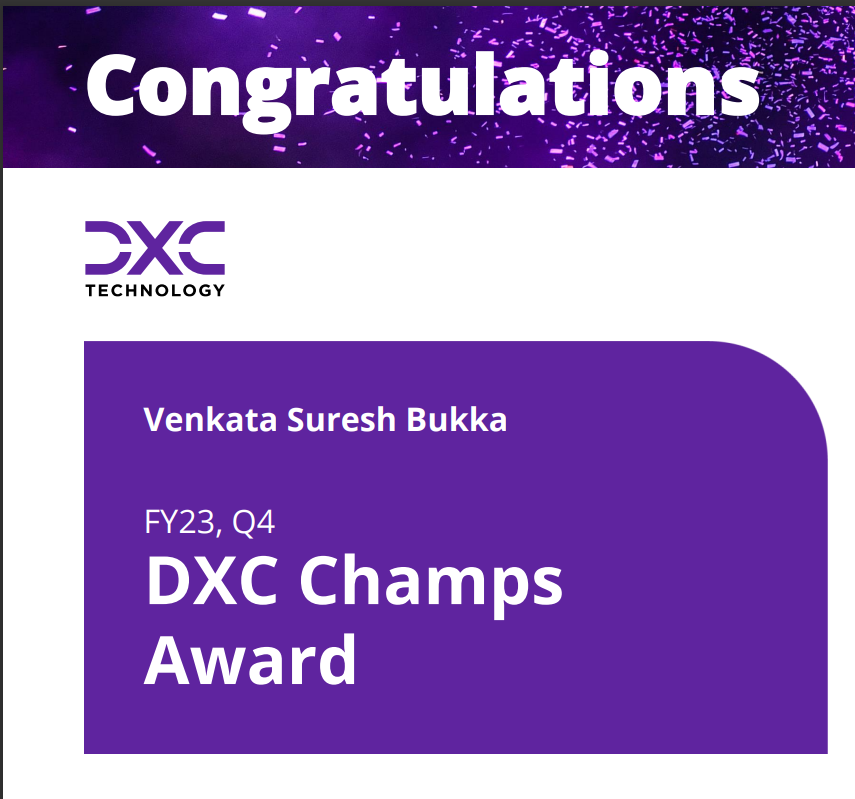 Congratulations
DXC
TECHNOLOGY
Venkata Suresh Bukka
FY23, Q4
DXC Champs
Award